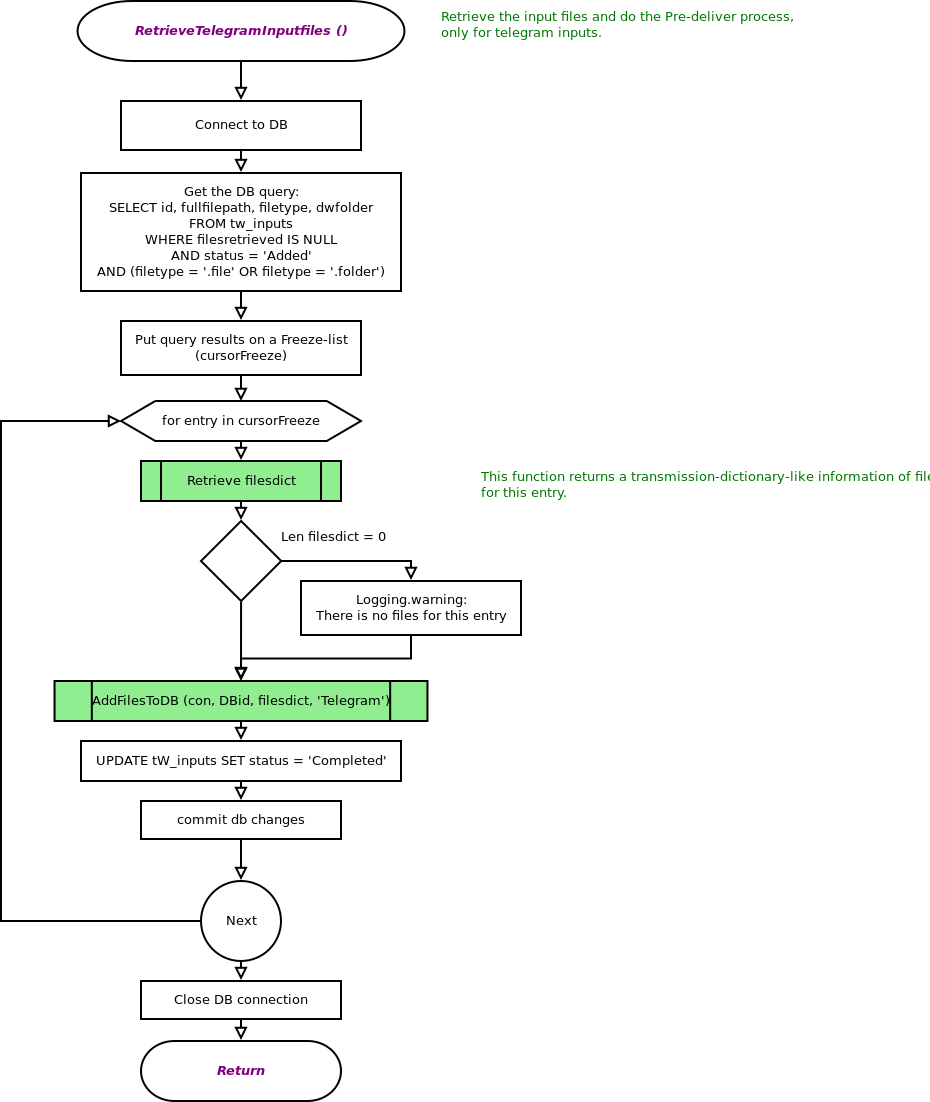 RetrieveTelegramInputfiles ()
Retrieve the input files and do the Pre-deliver process,
only for telegram inputs.
Connect to DB
Get the DB query:
SELECT id, fullfilepath, filetype, dwfolder
FROM tw_inputs
WHERE filesretrieved IS NULL
AND status = 'Added'
AND (filetype = '.file' OR filetype = '.folder')
Put query results on a Freeze-list
(cursorFreeze)
for entry in cursorFreeze
Retrieve filesdict
This function returns a transmission-dictionary-like information of
for this entry.
Len filesdict = 0
Logging.warning:
There is no files for this entry
AddFilesToDB (con, DBid, filesdict, 'Telegram')
UPDATE tW_inputs SET status = 'Completed'
commit db changes
Next
Close DB connection
Return